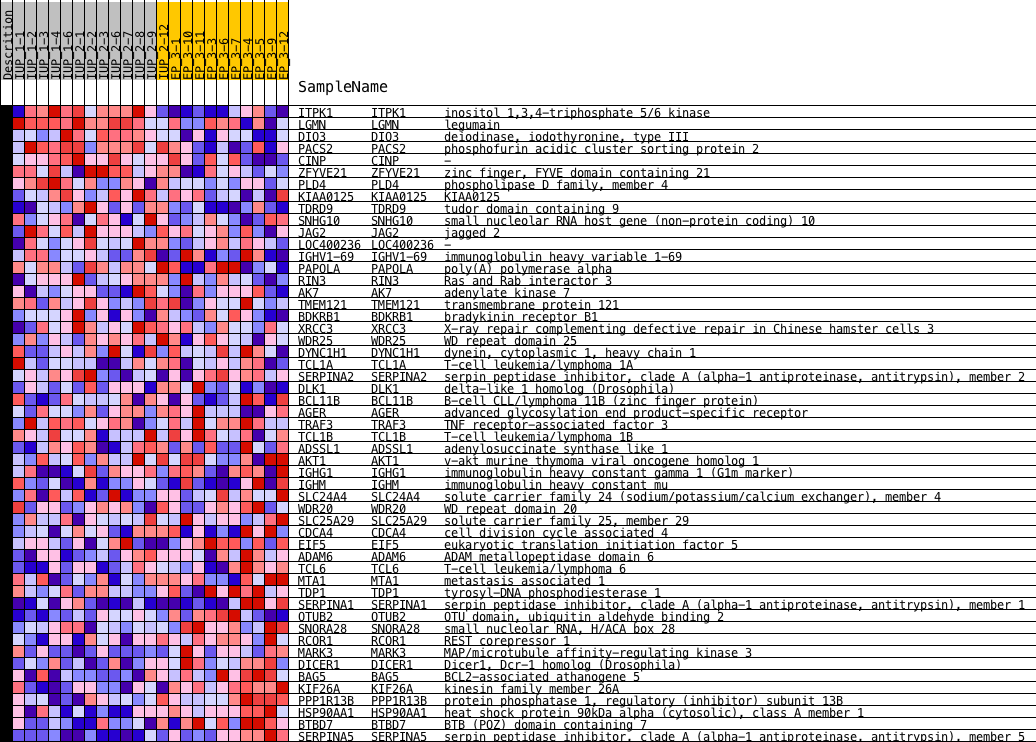 Descrition
IUP_1-1
IUP_1-2
IUP_1-3
IUP_1-4
IUP_1-6
IUP_2-1
IUP_2-2
IUP_2-3
IUP_2-6
IUP_2-7
IUP_2-8
IUP_2-9
IUP_2-12
EP_3-1
EP_3-10
EP_3-11
EP_3-3
EP_3-6
EP_3-7
EP_3-4
EP_3-5
EP_3-9
EP_3-12
SampleName
ITPK1 ITPK1 inositol 1,3,4-triphosphate 5/6 kinase
LGMN LGMN legumain
DIO3 DIO3 deiodinase, iodothyronine, type III
PACS2 PACS2 phosphofurin acidic cluster sorting protein 2
CINP CINP -
ZFYVE21 ZFYVE21 zinc finger, FYVE domain containing 21
PLD4 PLD4 phospholipase D family, member 4
KIAA0125 KIAA0125 KIAA0125
TDRD9 TDRD9 tudor domain containing 9
SNHG10 SNHG10 small nucleolar RNA host gene (non-protein coding) 10
JAG2 JAG2 jagged 2
LOC400236 LOC400236 -
IGHV1-69 IGHV1-69 immunoglobulin heavy variable 1-69
PAPOLA PAPOLA poly(A) polymerase alpha
RIN3 RIN3 Ras and Rab interactor 3
AK7 AK7 adenylate kinase 7
TMEM121 TMEM121 transmembrane protein 121
BDKRB1 BDKRB1 bradykinin receptor B1
XRCC3 XRCC3 X-ray repair complementing defective repair in Chinese hamster cells 3
WDR25 WDR25 WD repeat domain 25
DYNC1H1 DYNC1H1 dynein, cytoplasmic 1, heavy chain 1
TCL1A TCL1A T-cell leukemia/lymphoma 1A
SERPINA2 SERPINA2 serpin peptidase inhibitor, clade A (alpha-1 antiproteinase, antitrypsin), member 2
DLK1 DLK1 delta-like 1 homolog (Drosophila)
BCL11B BCL11B B-cell CLL/lymphoma 11B (zinc finger protein)
AGER AGER advanced glycosylation end product-specific receptor
TRAF3 TRAF3 TNF receptor-associated factor 3
TCL1B TCL1B T-cell leukemia/lymphoma 1B
ADSSL1 ADSSL1 adenylosuccinate synthase like 1
AKT1 AKT1 v-akt murine thymoma viral oncogene homolog 1
IGHG1 IGHG1 immunoglobulin heavy constant gamma 1 (G1m marker)
IGHM IGHM immunoglobulin heavy constant mu
SLC24A4 SLC24A4 solute carrier family 24 (sodium/potassium/calcium exchanger), member 4
WDR20 WDR20 WD repeat domain 20
SLC25A29 SLC25A29 solute carrier family 25, member 29
CDCA4 CDCA4 cell division cycle associated 4
EIF5 EIF5 eukaryotic translation initiation factor 5
ADAM6 ADAM6 ADAM metallopeptidase domain 6
TCL6 TCL6 T-cell leukemia/lymphoma 6
MTA1 MTA1 metastasis associated 1
TDP1 TDP1 tyrosyl-DNA phosphodiesterase 1
SERPINA1 SERPINA1 serpin peptidase inhibitor, clade A (alpha-1 antiproteinase, antitrypsin), member 1
OTUB2 OTUB2 OTU domain, ubiquitin aldehyde binding 2
SNORA28 SNORA28 small nucleolar RNA, H/ACA box 28
RCOR1 RCOR1 REST corepressor 1
MARK3 MARK3 MAP/microtubule affinity-regulating kinase 3
DICER1 DICER1 Dicer1, Dcr-1 homolog (Drosophila)
BAG5 BAG5 BCL2-associated athanogene 5
KIF26A KIF26A kinesin family member 26A
PPP1R13B PPP1R13B protein phosphatase 1, regulatory (inhibitor) subunit 13B
HSP90AA1 HSP90AA1 heat shock protein 90kDa alpha (cytosolic), class A member 1
BTBD7 BTBD7 BTB (POZ) domain containing 7
SERPINA5 SERPINA5 serpin peptidase inhibitor, clade A (alpha-1 antiproteinase, antitrypsin), member 5